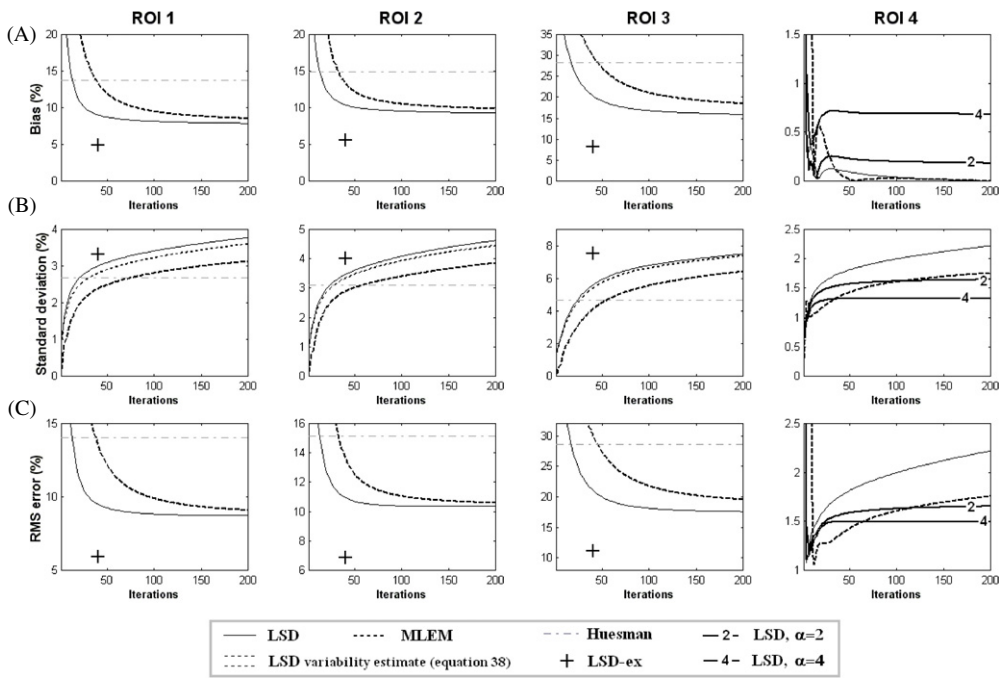 ROI 1 ROI 2 ROI 3 ROI 4
(A)
Bias (%)
20 15 10 5 0
50 100 150 200
Iterations
20 15 10 5 0
50 100 150 200
Iterations
35 30 25 20 15 10 5 0
50 100 150 200
Iterations
1.5 1 0.5 0
4
2
50 100 150 200
Iterations
(B)
Standard deviation (%)
4 3 2 1 0
50 100 150 200
Iterations
5 4 3 2 1 0
50 100 150 200
Iterations
8 6 4 2 0
50 100 150 200
Iterations
2.5 2 1.5 1 0.5 0
2
4
50 100 150 200
Iterations
(C)
RMS error (%)
15 10 5
50 100 150 200
Iterations
16 14 12 10 8 6
50 100 150 200
Iterations
30 25 20 15 10
50 100 150 200
Iterations
2.5 2 1.5 1
2
4
50 100 150 200
Iterations
LSD MLEM Huesman 2 LSD, α=2
LSD variability estimate (equation 38) LSD-ex 4 LSD, α=4